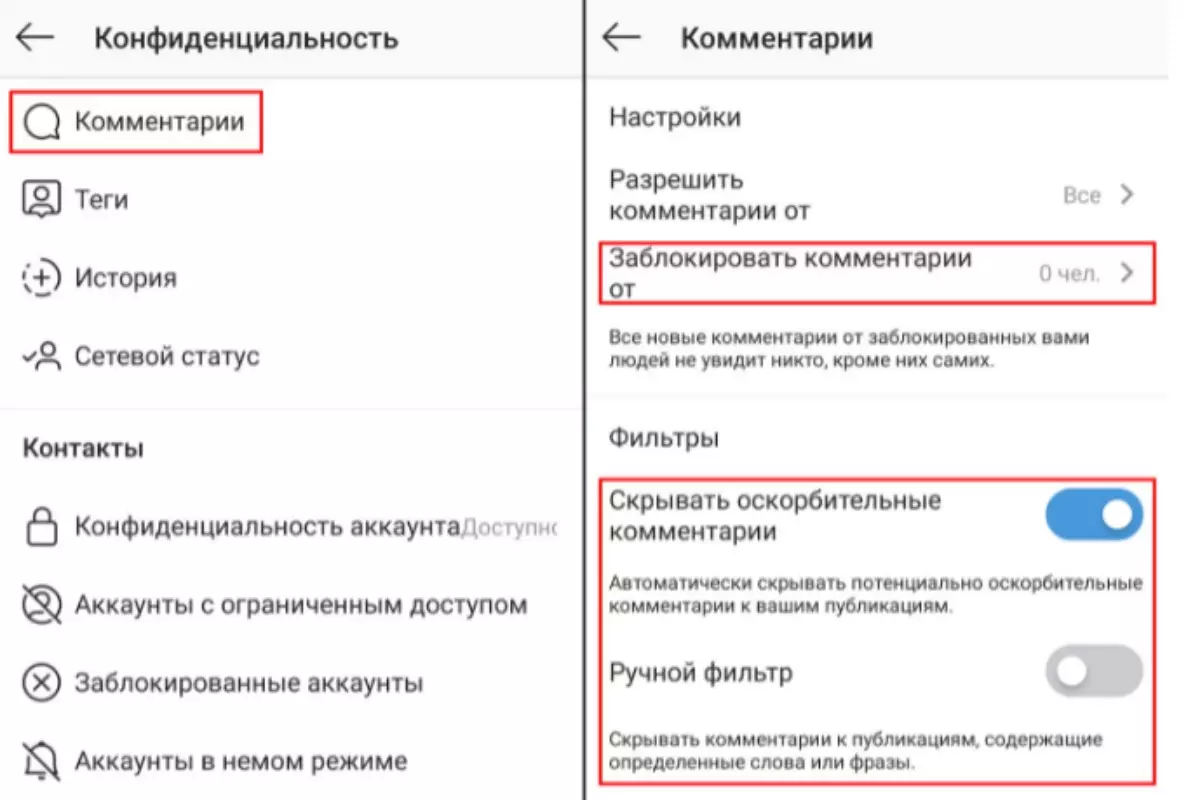 Конфиденциальность
Комментарии
Теги
История
Сетевой статус
Контакты
Конфиденциальность аккаунта
Аккаунты с ограниченным доступом
Заблокированные аккаунты
Аккаунты в немом режиме
Комментарии
Настройки
Разрешить
комментарии от
Все
Заблокировать комментарии
от
0 чел.
Все новые комментарии от заблокированных вами
людей не увидит никто, кроме них самих.
Фильтры
Скрывать оскорбительные
комментарии
Автоматически скрывать потенциально оскорбительные
комментарии к вашим публикациям.
Ручной фильтр
Скрывать комментарии к публикациям, содержащие
определенные слова или фразы.